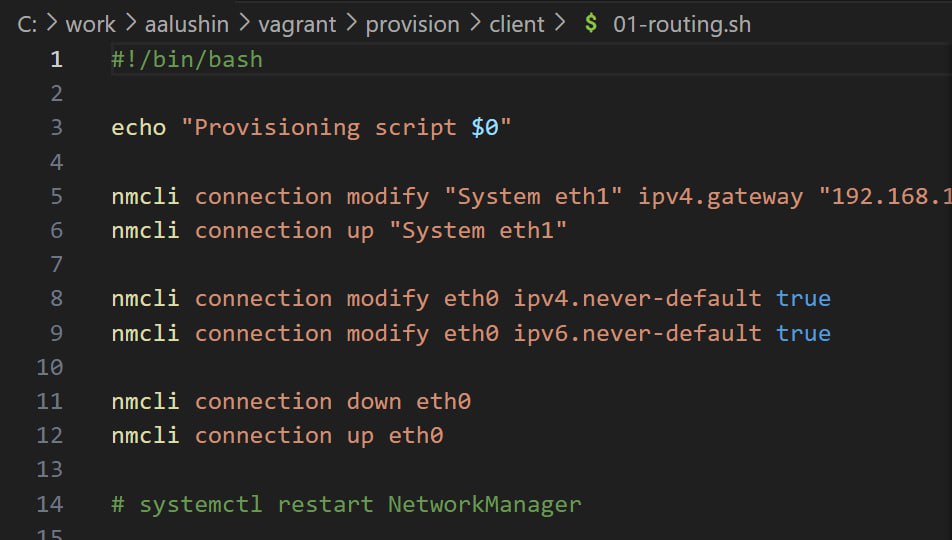 C: > work > aalushin > vagrant > provision > client > $ 01-routing.sh
1 #!/bin/bash
2
3 echo "Provisioning script $0"
4
5 nmcli connection modify "System eth1" ipv4.gateway "192.168.1
6 nmcli connection up "System eth1"
7
8 nmcli connection modify eth0 ipv4.never-default true
9 nmcli connection modify eth0 ipv6.never-default true
10
11 nmcli connection down eth0
12 nmcli connection up eth0
13
14 # systemctl restart NetworkManager
15